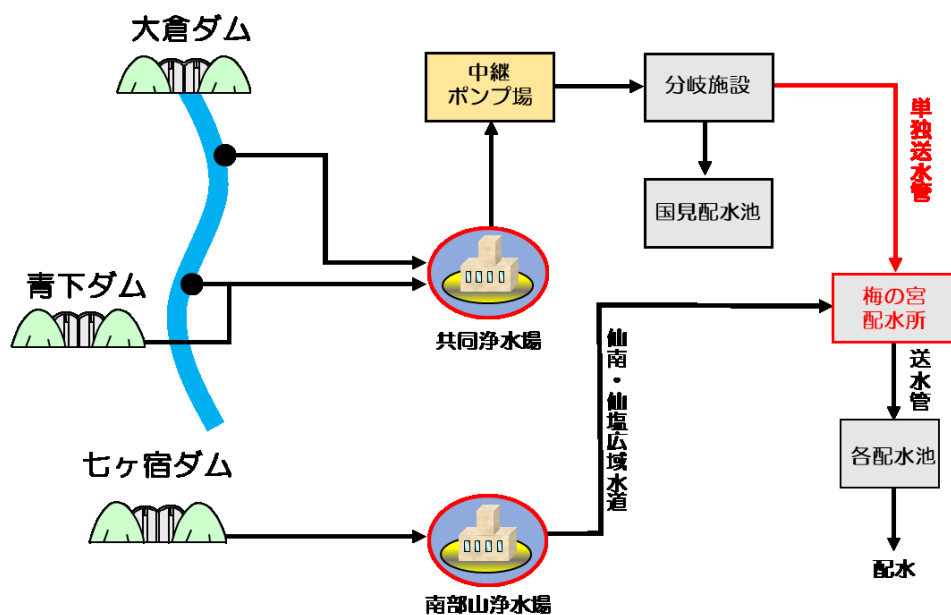 大倉ダム
中継
ポンプ場
分岐施設
単独送水管
国見配水池
青下ダム
共同浄水場
梅の宮
配水所
仙南・仙塩広域水道
送水管
七ヶ宿ダム
各配水池
南部山浄水場
配水